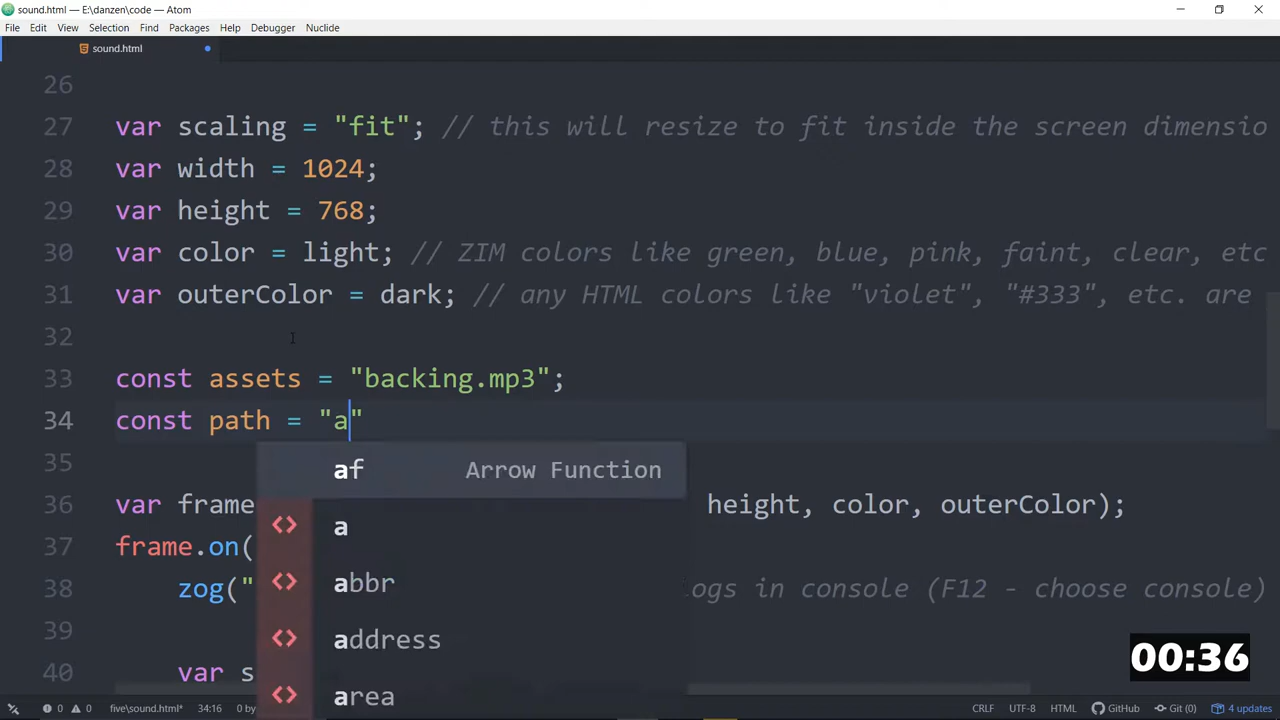 sound.html — E:\danzen\code — Atom
File Edit View Selection Find Packages Help Debugger Nuclide
sound.html
26
27 var scaling = "fit"; // this will resize to fit inside the screen dimensio
28 var width = 1024;
29 var height = 768;
30 var color = light; // ZIM colors like green, blue, pink, faint, clear, etc
31 var outerColor = dark; // any HTML colors like "violet", "#333", etc. are
32
33 const assets = "backing.mp3";
34 const path = "a"
af Arrow Function
35
36 var frame height, color, outerColor);
a
37 frame.on(
38 zog(" ogs in console (F12 - choose console)
abbr
39
address
40 var s
area
00:36
0 0 five\sound.html* 34:16 0 by CRLF UTF-8 HTML GitHub Git (0) 4 updates